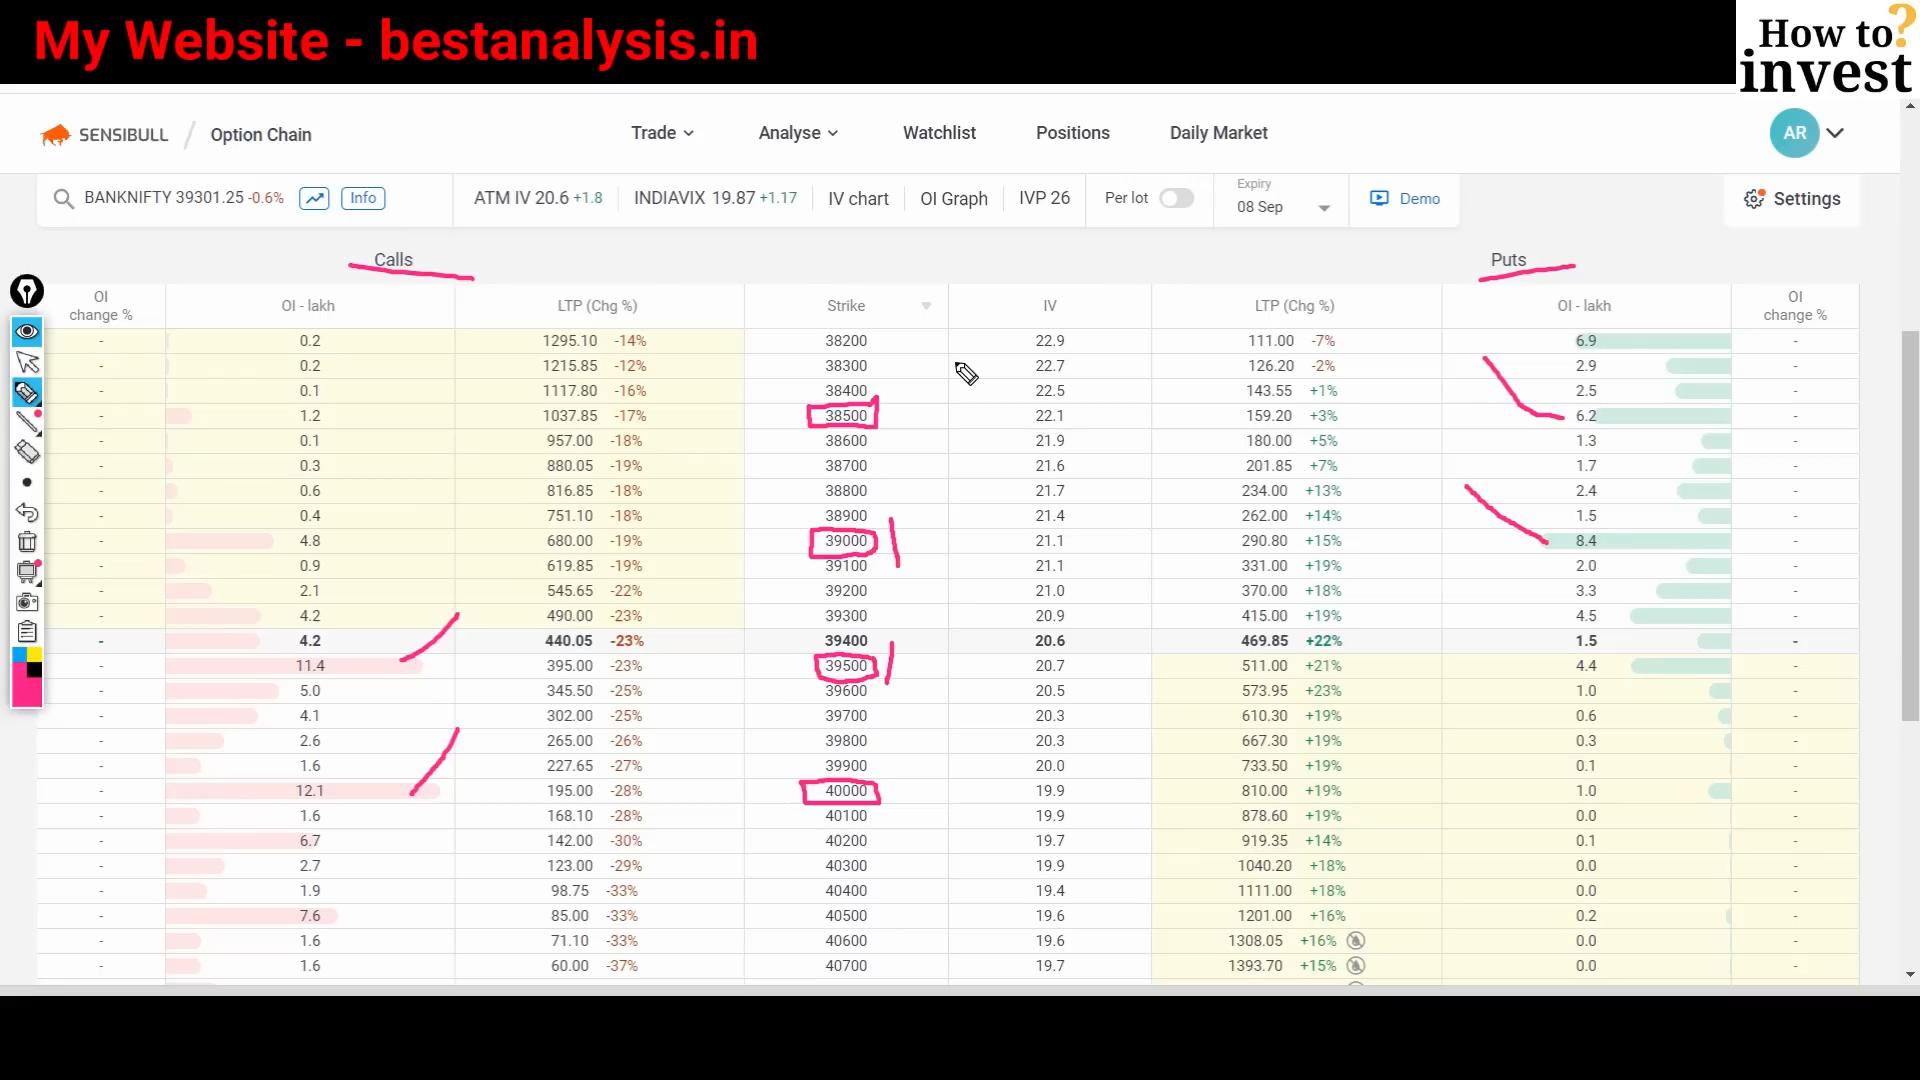 My Website - bestanalysis.in
How to?
invest
SENSIBULL / Option Chain Trade Analyse Watchlist Positions Daily Market AR
BANKNIFTY 39301.25 -0.6% Info ATM IV 20.6 +1.8 INDIAVIX 19.87 +1.17 IV chart OI Graph IVP 26 Per lot Expiry 08 Sep Demo Settings
Calls Puts
OI change % OI - lakh LTP (Chg %) Strike IV LTP (Chg %) OI - lakh OI change %
- 0.2 1295.10 -14% 38200 22.9 111.00 -7% 6.9 -
- 0.2 1215.85 -12% 38300 22.7 126.20 -2% 2.9 -
- 0.1 1117.80 -16% 38400 22.5 143.55 +1% 2.5 -
- 1.2 1037.85 -17% 38500 22.1 159.20 +3% 6.2 -
- 0.1 957.00 -18% 38600 21.9 180.00 +5% 1.3 -
- 0.3 880.05 -19% 38700 21.6 201.85 +7% 1.7 -
- 0.6 816.85 -18% 38800 21.7 234.00 +13% 2.4 -
- 0.4 751.10 -18% 38900 21.4 262.00 +14% 1.5 -
- 4.8 680.00 -19% 39000 21.1 290.80 +15% 8.4 -
- 0.9 619.85 -19% 39100 21.1 331.00 +19% 2.0 -
- 2.1 545.65 -22% 39200 21.0 370.00 +18% 3.3 -
- 4.2 490.00 -23% 39300 20.9 415.00 +19% 4.5 -
- 4.2 440.05 -23% 39400 20.6 469.85 +22% 1.5 -
- 11.4 395.00 -23% 39500 20.7 511.00 +21% 4.4 -
- 5.0 345.50 -25% 39600 20.5 573.95 +23% 1.0 -
- 4.1 302.00 -25% 39700 20.3 610.30 +19% 0.6 -
- 2.6 265.00 -26% 39800 20.3 667.30 +19% 0.3 -
- 1.6 227.65 -27% 39900 20.0 733.50 +19% 0.1 -
- 12.1 195.00 -28% 40000 19.9 810.00 +19% 1.0 -
- 1.6 168.10 -28% 40100 19.9 878.60 +19% 0.0 -
- 6.7 142.00 -30% 40200 19.7 919.35 +14% 0.1 -
- 2.7 123.00 -29% 40300 19.9 1040.20 +18% 0.0 -
- 1.9 98.75 -33% 40400 19.4 1111.00 +18% 0.0 -
- 7.6 85.00 -33% 40500 19.6 1201.00 +16% 0.2 -
- 1.6 71.10 -33% 40600 19.6 1308.05 +16% 0.0 -
- 1.6 60.00 -37% 40700 19.7 1393.70 +15% 0.0 -